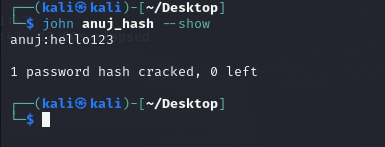 ┌──(kali㉿kali)-[~/Desktop]
└─$ john anuj_hash --show
anuj:hello123
1 password hash cracked, 0 left
┌──(kali㉿kali)-[~/Desktop]
└─$